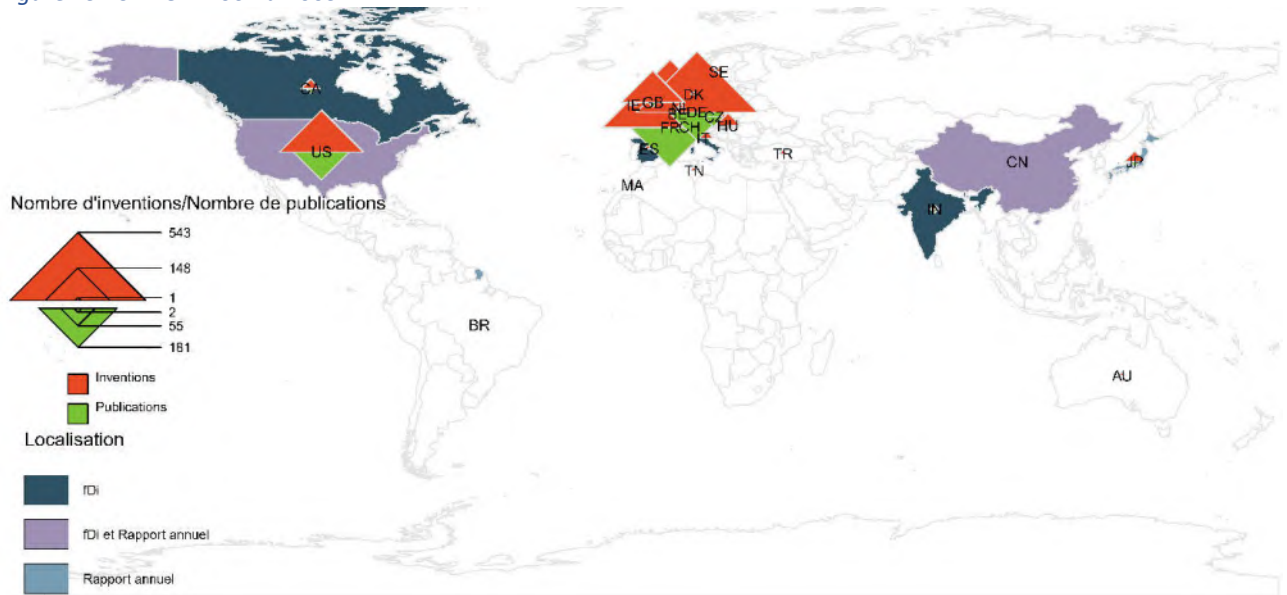 SE
CA
DK
IE GB NL
BE DE CZ
US
FR CH HU
ES
TR
CN
JP
TN
MA
IN
Nombre d'inventions/Nombre de publications
543
148
1
2
55
181
BR
AU
Inventions
Publications
Localisation
fDi
fDi et Rapport annuel
Rapport annuel